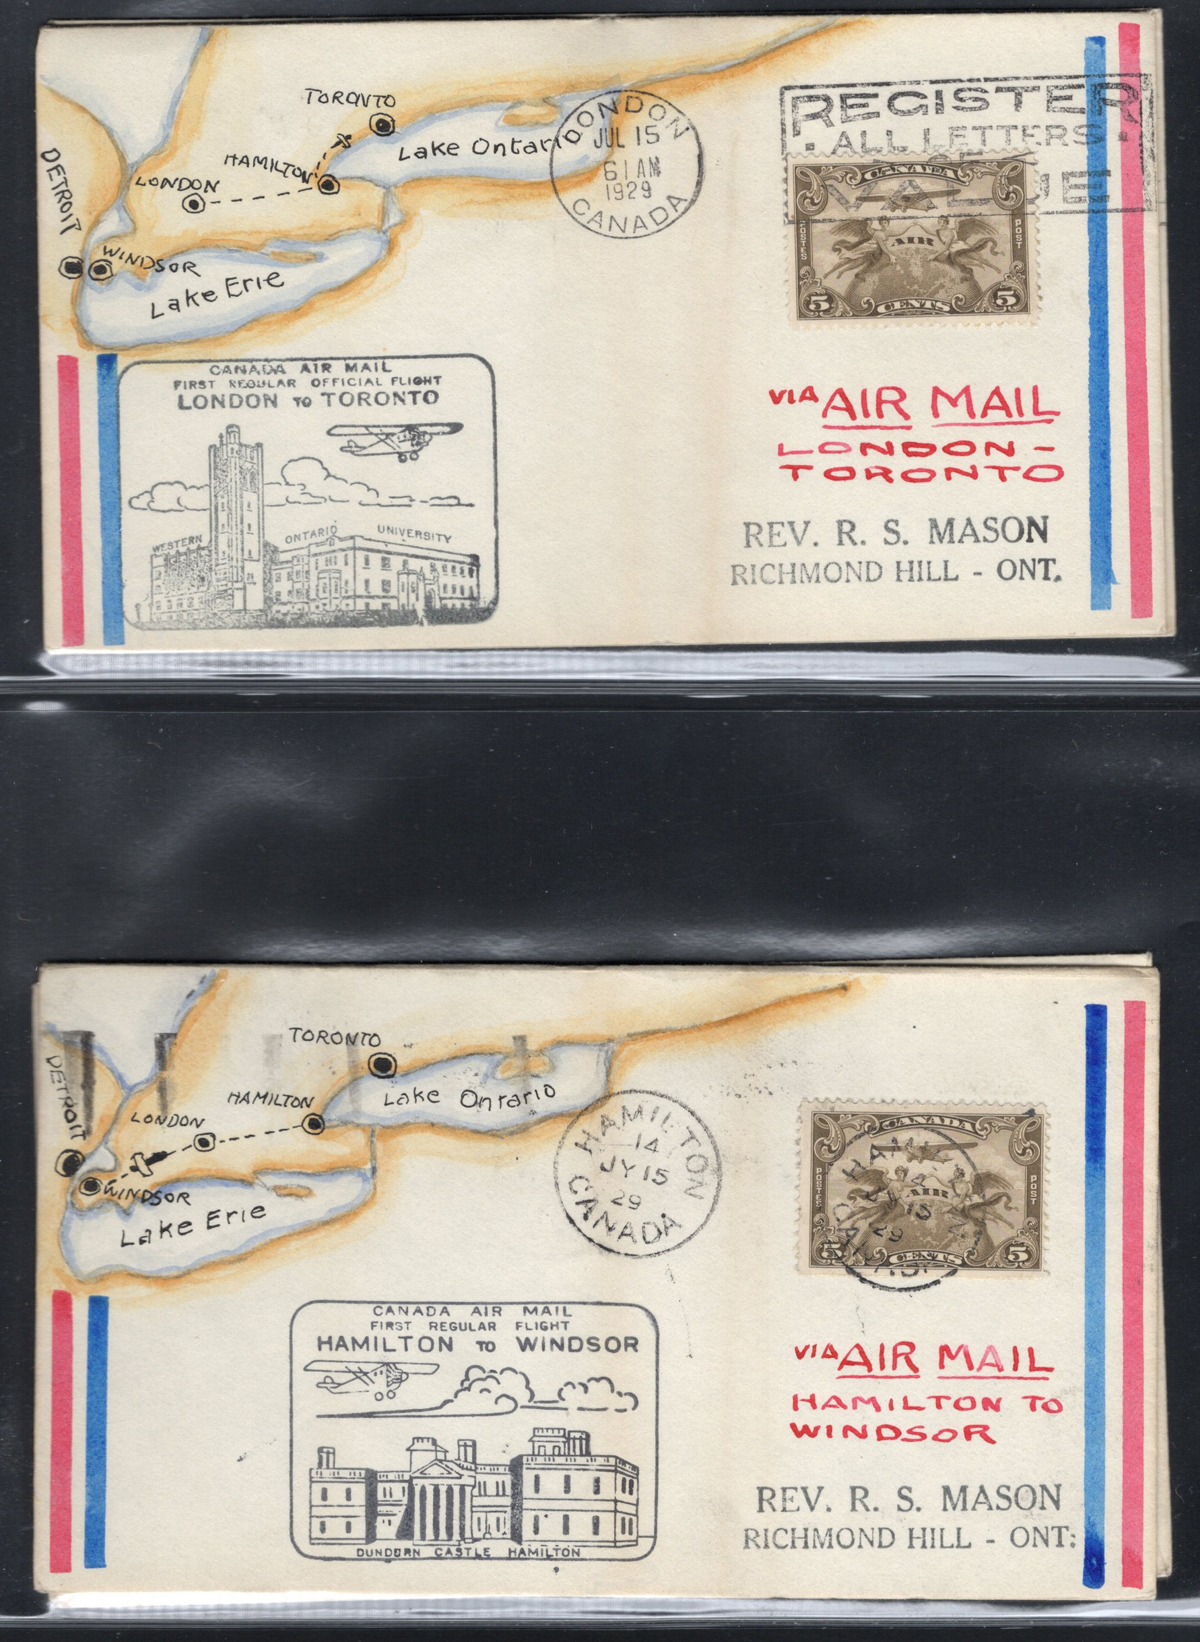 TORONTO
Lake Ontario
HAMILTON
LONDON
DETROIT
WINDSOR
Lake Erie
LONDON
JUL 15
61AM
1929
CANADA
REGISTER
ALL LETTERS
OF
VALUE
CANADA
POSTES
AIR
POST
5 CENTS 5
CANADA AIR MAIL
FIRST REGULAR OFFICIAL FLIGHT
LONDON TO TORONTO
WESTERN ONTARIO UNIVERSITY
VIA AIR MAIL
LONDON -
TORONTO
REV. R. S. MASON
RICHMOND HILL - ONT.
TORONTO
Lake Ontario
HAMILTON
LONDON
DETROIT
WINDSOR
Lake Erie
HAMILTON
14
JY 15
29
CANADA
CANADA
POSTES
AIR
POST
5 CENTS 5
CANADA AIR MAIL
FIRST REGULAR FLIGHT
HAMILTON TO WINDSOR
DUNDURN CASTLE HAMILTON
VIA AIR MAIL
HAMILTON TO
WINDSOR
REV. R. S. MASON
RICHMOND HILL - ONT: